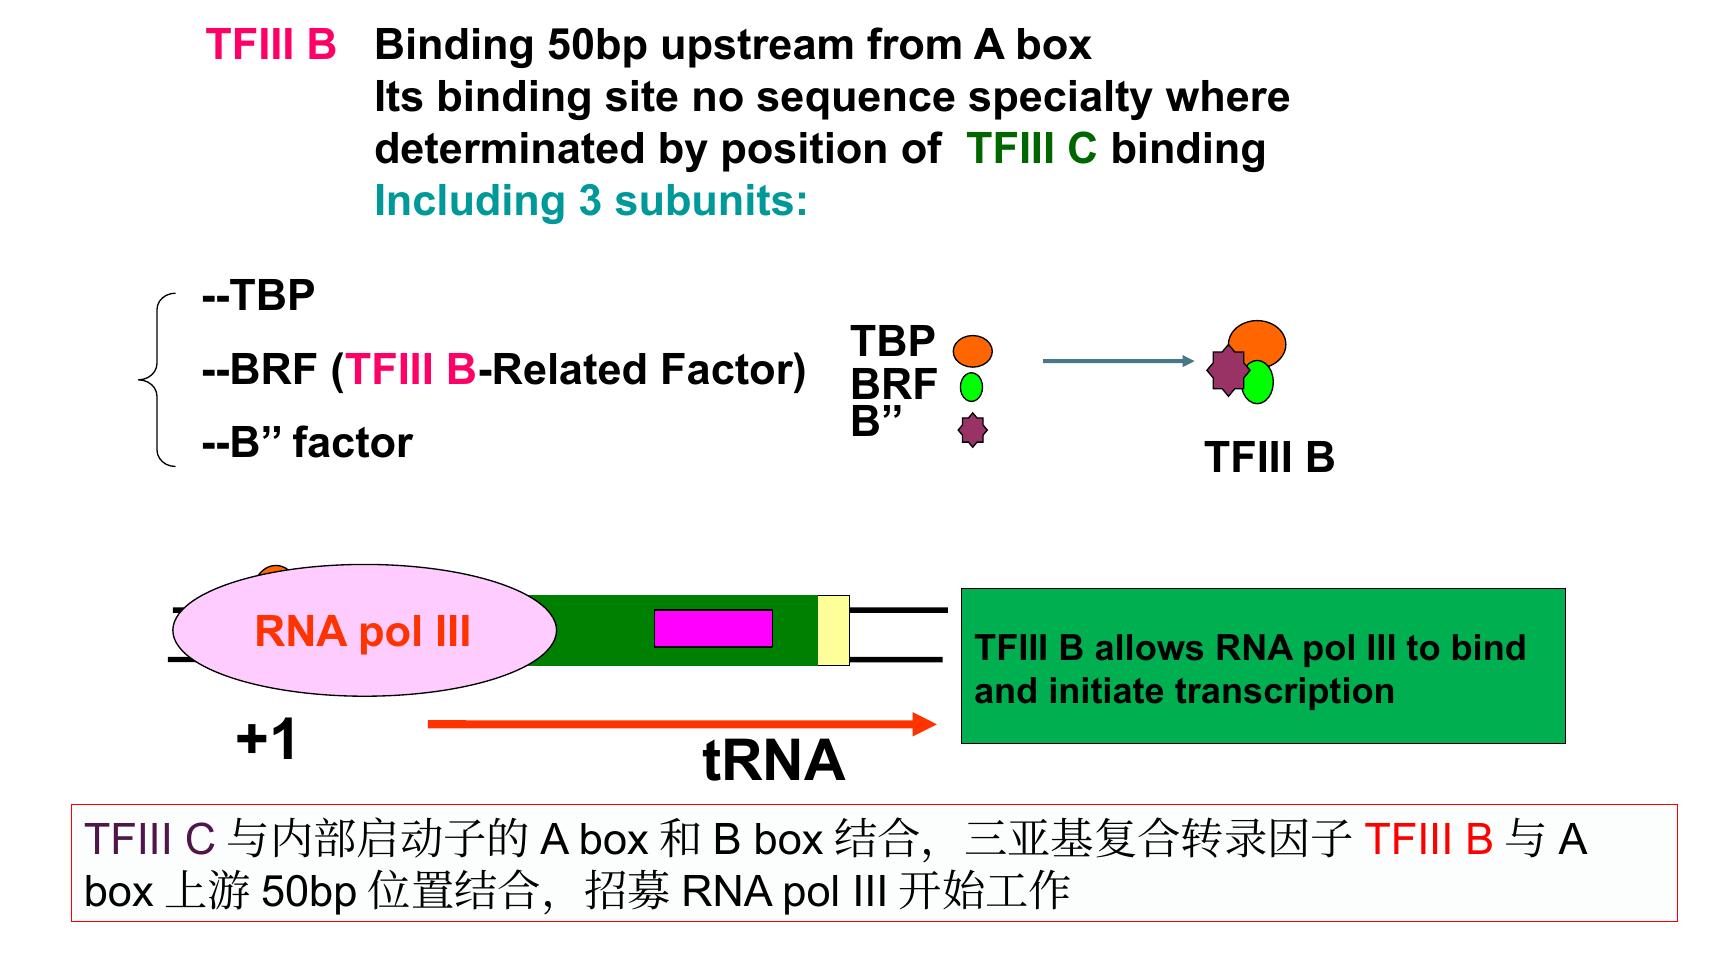 TFIII B Binding 50bp upstream from A box
Its binding site no sequence specialty where
determinated by position of TFIII C binding
Including 3 subunits:
--TBP
--BRF (TFIII B-Related Factor)
--B” factor
TBP
BRF
B”
TFIII B
RNA pol III
TFIII B allows RNA pol III to bind
and initiate transcription
+1
tRNA
TFIII C 与内部启动子的 A box 和 B box 结合，三亚基复合转录因子 TFIII B 与 A
box 上游 50bp 位置结合，招募 RNA pol III 开始工作